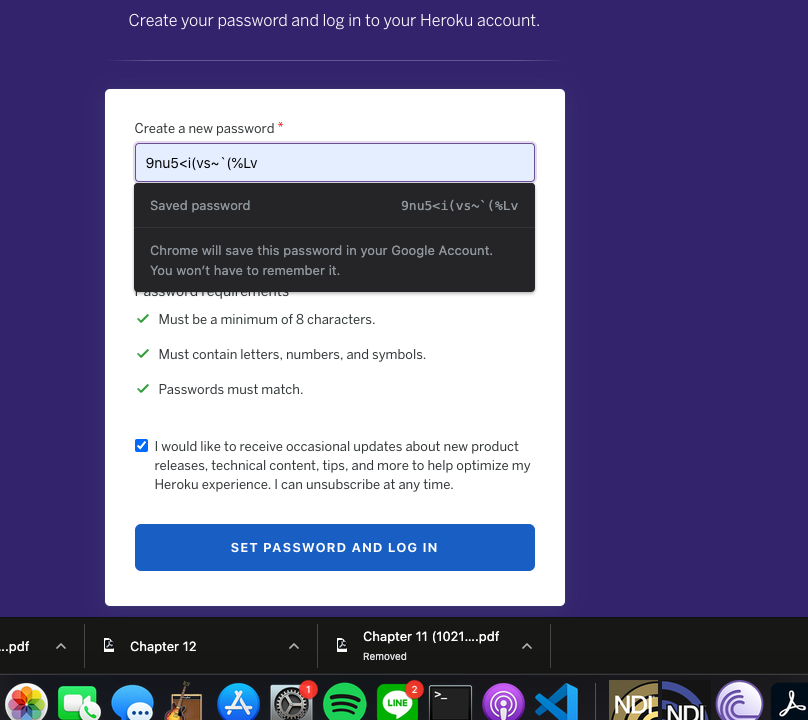 Create your password and log in to your Heroku account.
Create a new password *
9nu5<i(vs~`(%Lv
Saved password 9nu5<i(vs~`(%Lv
Chrome will save this password in your Google Account.
You won’t have to remember it.
Password requirements
Must be a minimum of 8 characters.
Must contain letters, numbers, and symbols.
Passwords must match.
I would like to receive occasional updates about new product
releases, technical content, tips, and more to help optimize my
Heroku experience. I can unsubscribe at any time.
SET PASSWORD AND LOG IN
...pdf
Chapter 12
Chapter 11 (1021....pdf
Removed
1
2
LINE
>_
NDI
NDI